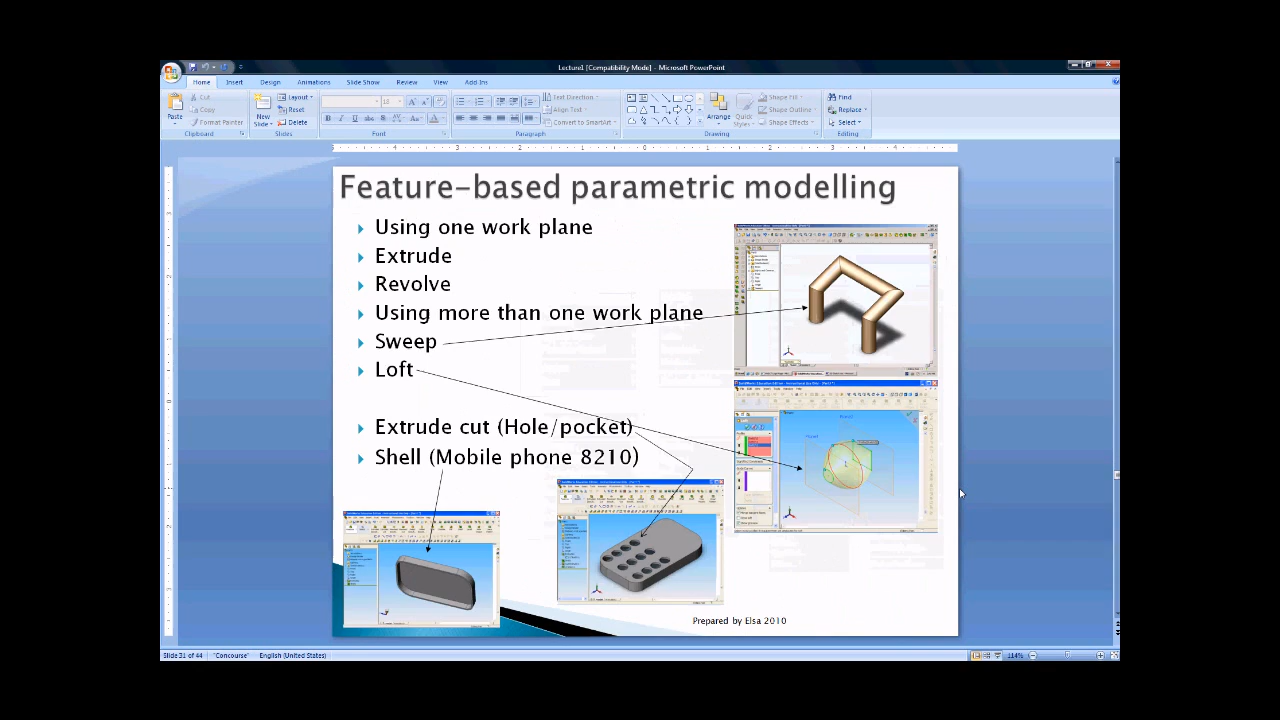 Lecture1 [Compatibility Mode] - Microsoft PowerPoint
Home Insert Design Animations Slide Show Review View Add Ins
Paste
Cut
Copy
Format Painter
Clipboard
New Slide
Layout
Reset
Delete
Slides
Font
Text Direction
Align Text
Convert to SmartArt
Paragraph
Arrange
Quick Styles
Shape Fill
Shape Outline
Shape Effects
Drawing
Find
Replace
Select
Editing
Feature-based parametric modelling
Using one work plane
Extrude
Revolve
Using more than one work plane
Sweep
Loft
Extrude cut (Hole/pocket)
Shell (Mobile phone 8210)
Prepared by Elsa 2010
Slide 31 of 44 "Concourse" English (United States) 114%